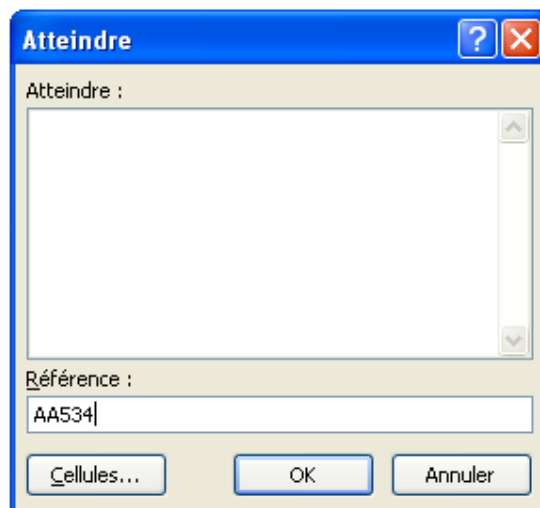 Atteindre
Atteindre :
Référence :
AA534
Cellules... OK Annuler